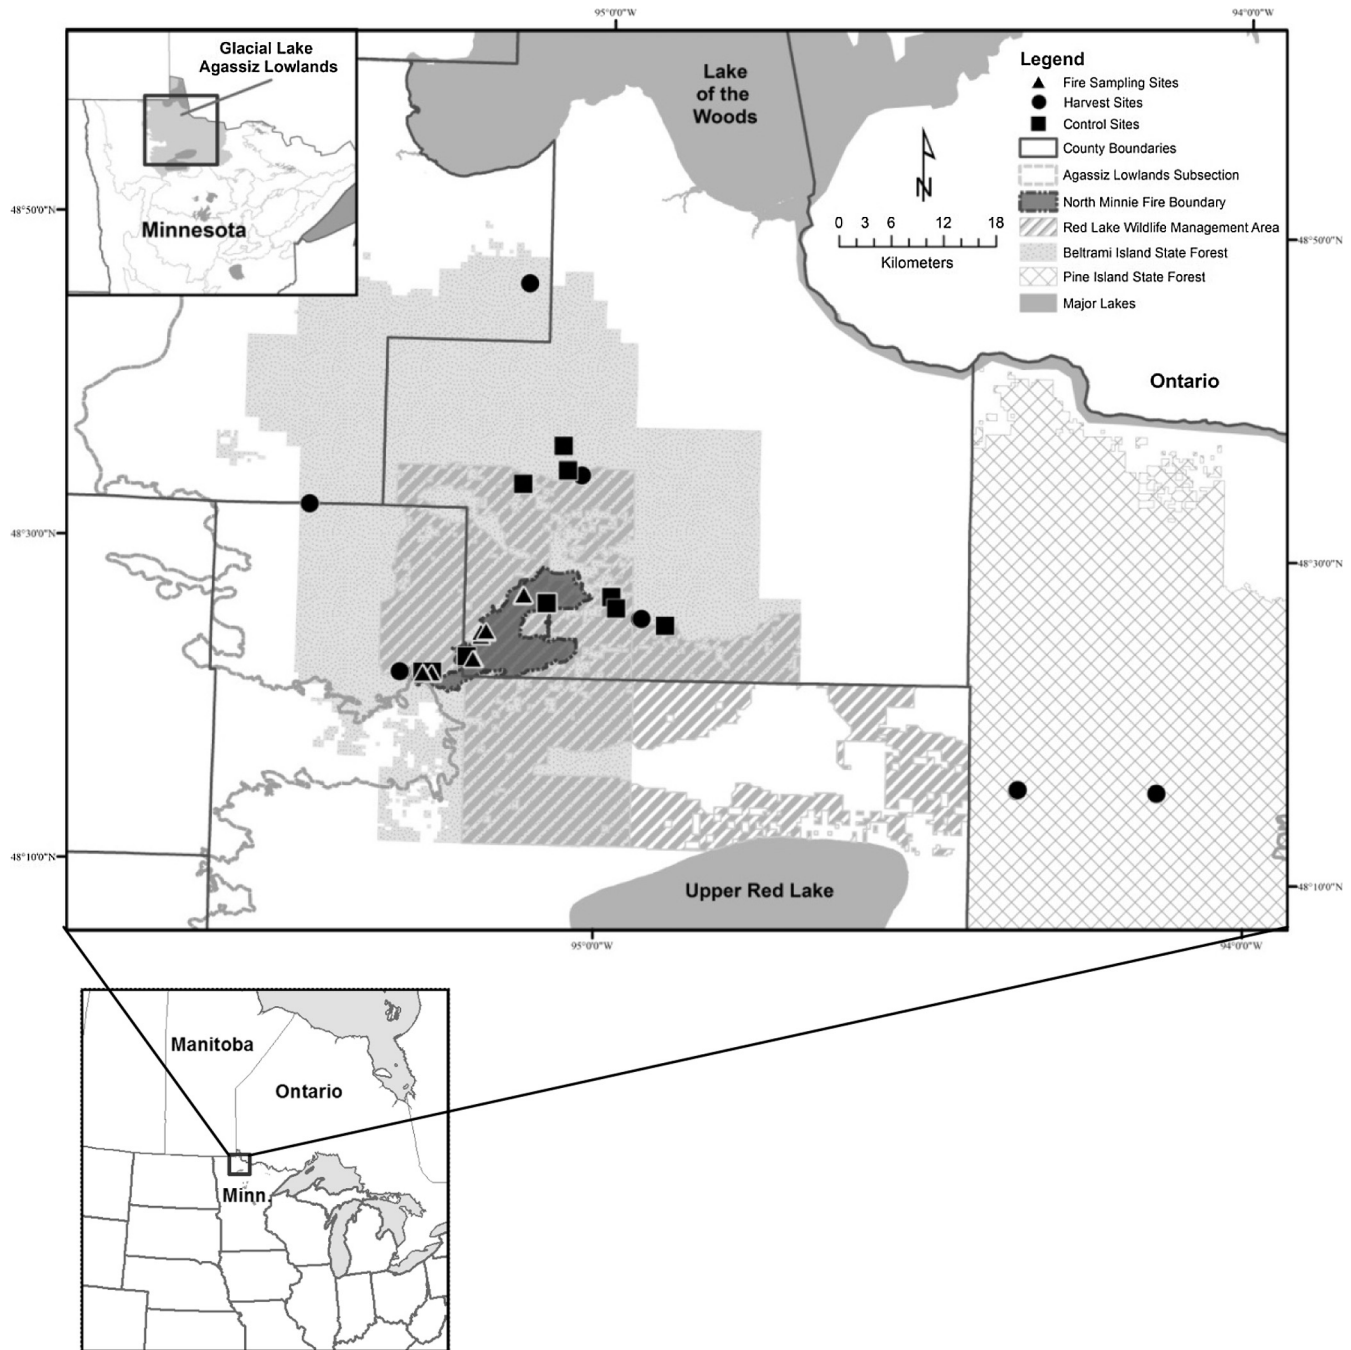 95°0'0"W
94°0'0"W
Glacial Lake
Agassiz Lowlands
Minnesota
Lake
of the
Woods
N
0 3 6 12 18
Kilometers
Legend
Fire Sampling Sites
Harvest Sites
Control Sites
County Boundaries
Agassiz Lowlands Subsection
North Minnie Fire Boundary
Red Lake Wildlife Management Area
Beltrami Island State Forest
Pine Island State Forest
Major Lakes
48°50'0"N
48°50'0"N
Ontario
48°30'0"N
48°30'0"N
48°10'0"N
48°10'0"N
Upper Red Lake
95°0'0"W
94°0'0"W
Manitoba
Ontario
Minn.